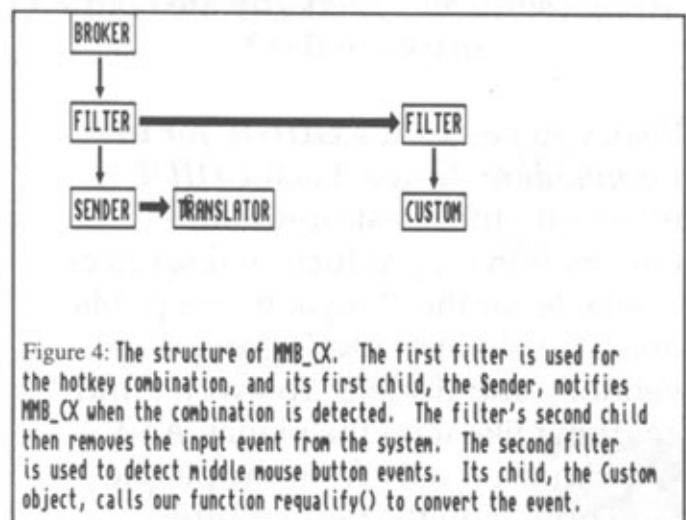 BROKER
FILTER FILTER
SENDER TRANSLATOR CUSTOM
Figure 4: The structure of MMB_CX. The first filter is used for
the hotkey combination, and its first child, the Sender, notifies
MMB_CX when the combination is detected. The filter's second child
then removes the input event from the system. The second filter
is used to detect middle mouse button events. Its child, the Custom
object, calls our function requalify() to convert the event.